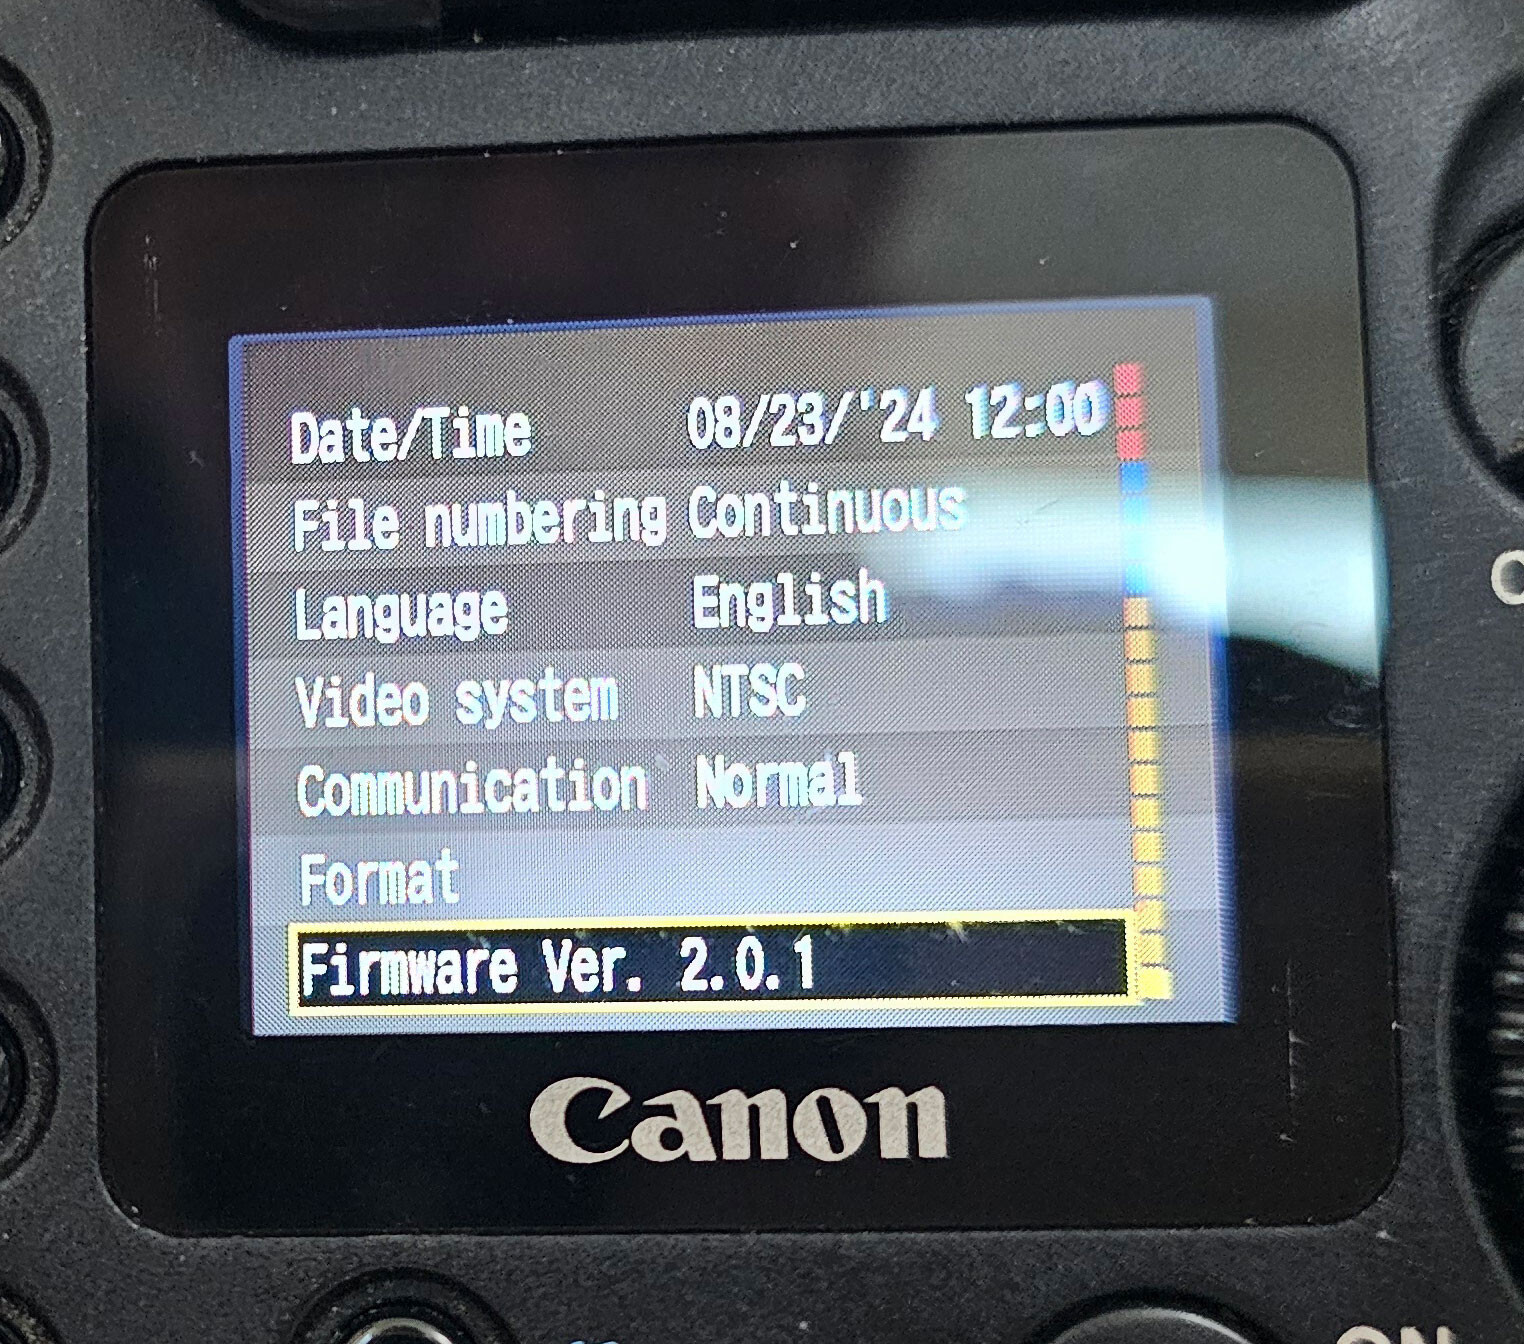 Date/Time 08/23/'24 12:00
File numbering Continuous
Language English
Video system NTSC
Communication Normal
Format
Firmware Ver. 2.0.1
Canon